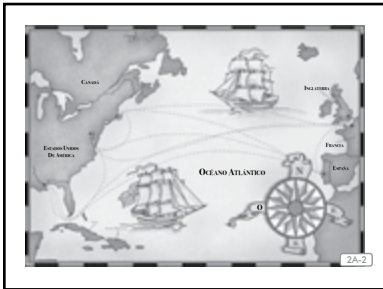 CANADÁ
INGLATERRA
ESTADOS UNIDOS
DE AMÉRICA
FRANCIA
ESPAÑA
OCÉANO ATLÁNTICO
N
O
2A-2